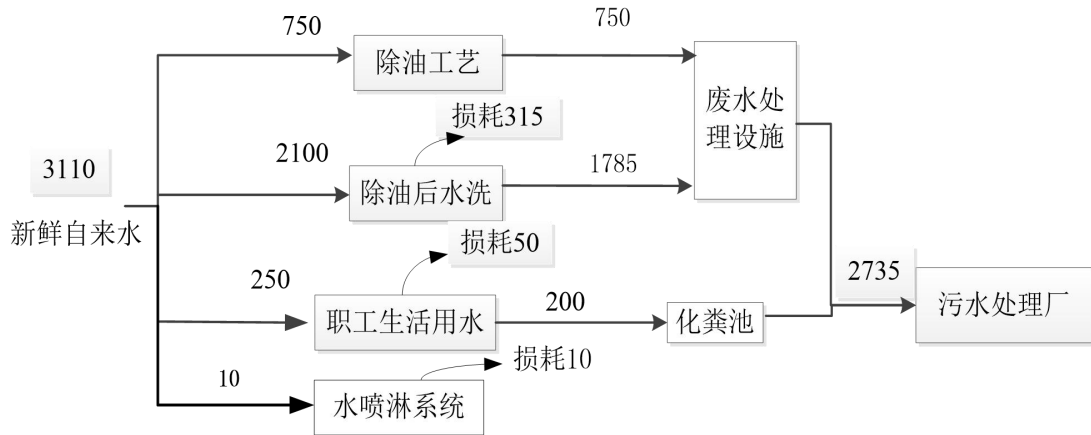 750
除油工艺
750
废水处
理设施
损耗315
3110
2100
除油后水洗
1785
新鲜自来水
损耗50
250
职工生活用水
200
化粪池
2735
污水处理厂
损耗10
10
水喷淋系统